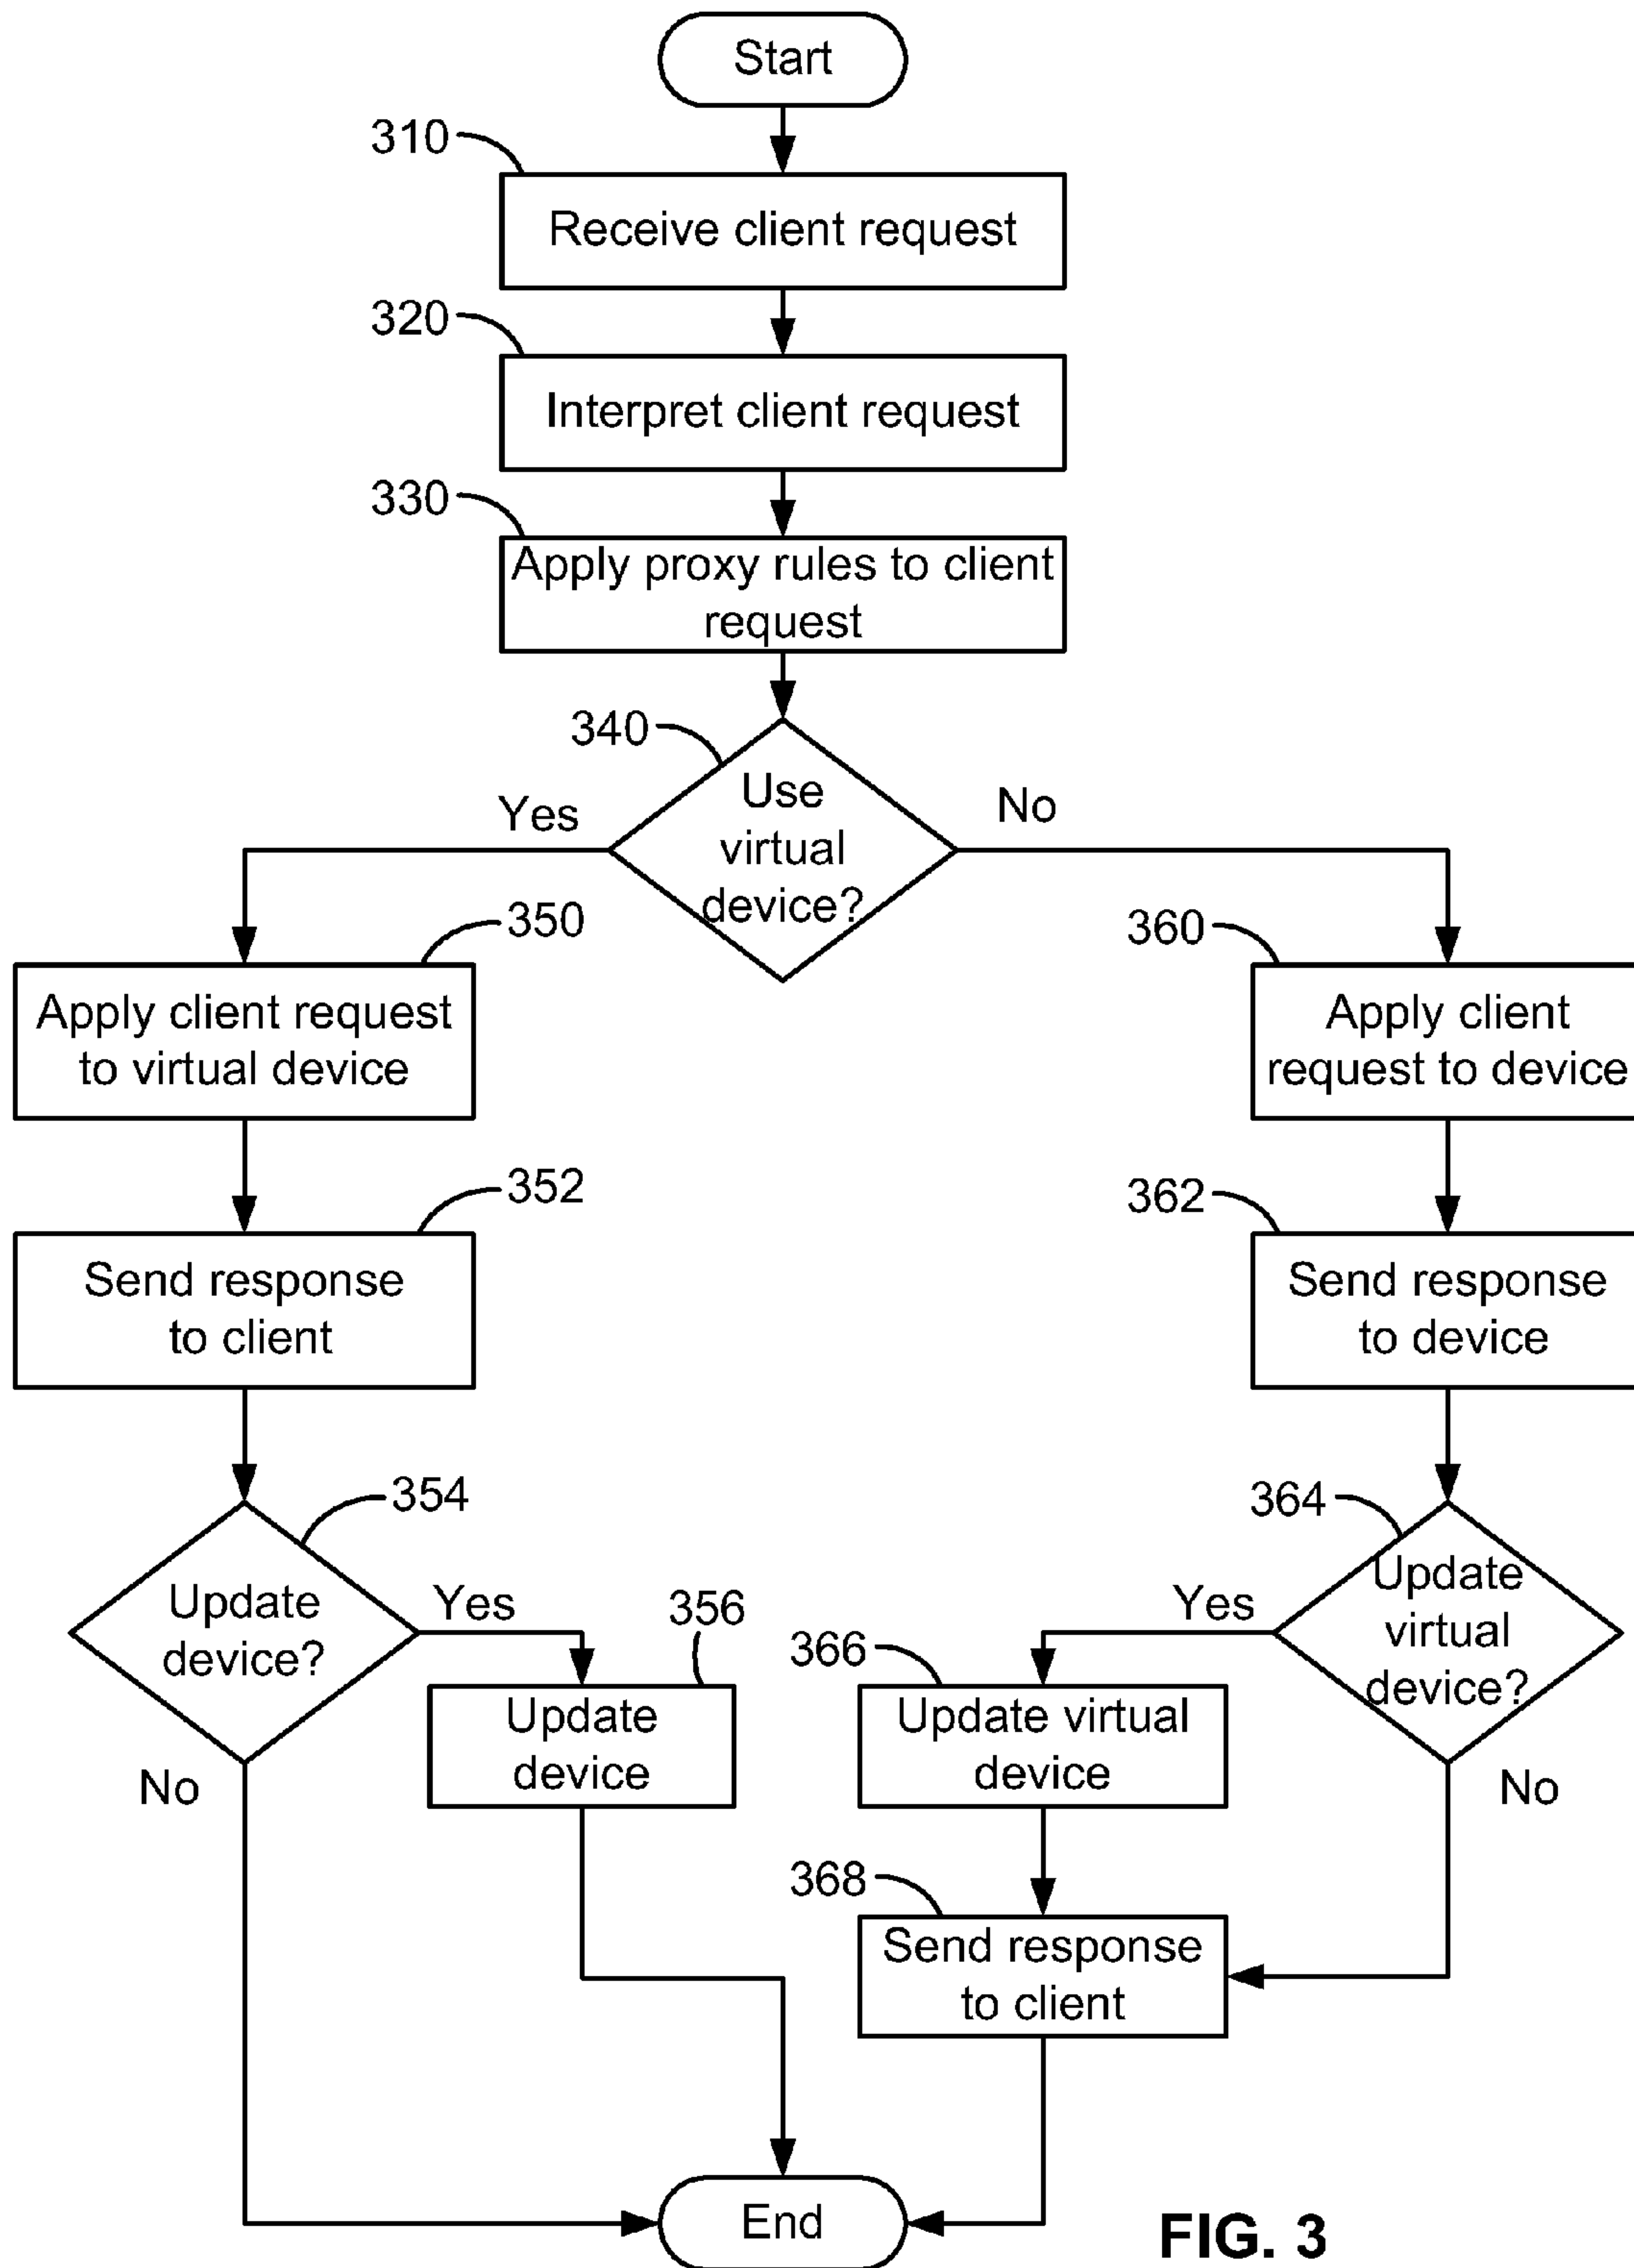 Start
310
Receive client request
320
Interpret client request
330
Apply proxy rules to client
request
340
Use
virtual
device?
Yes
No
350
Apply client request
to virtual device
360
Apply client
request to device
352
Send response
to client
362
Send response
to device
354
Update
device?
Yes
No
356
Update
device
364
Update
virtual
device?
Yes
No
366
Update virtual
device
368
Send response
to client
End
FIG. 3